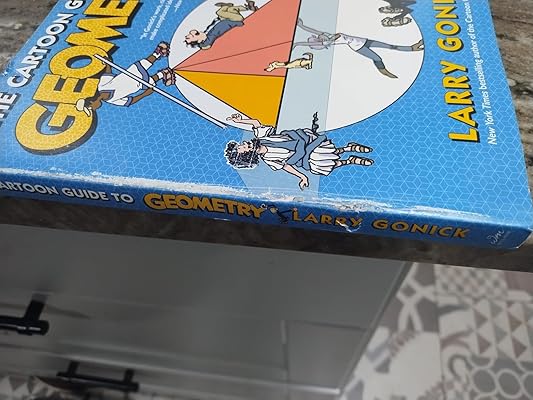 THE CARTOON G
GEOME
LARRY GONI
New York Times bestselling author of the Cartoon
CARTOON GUIDE TO GEOMETRY LARRY GONICK
wm